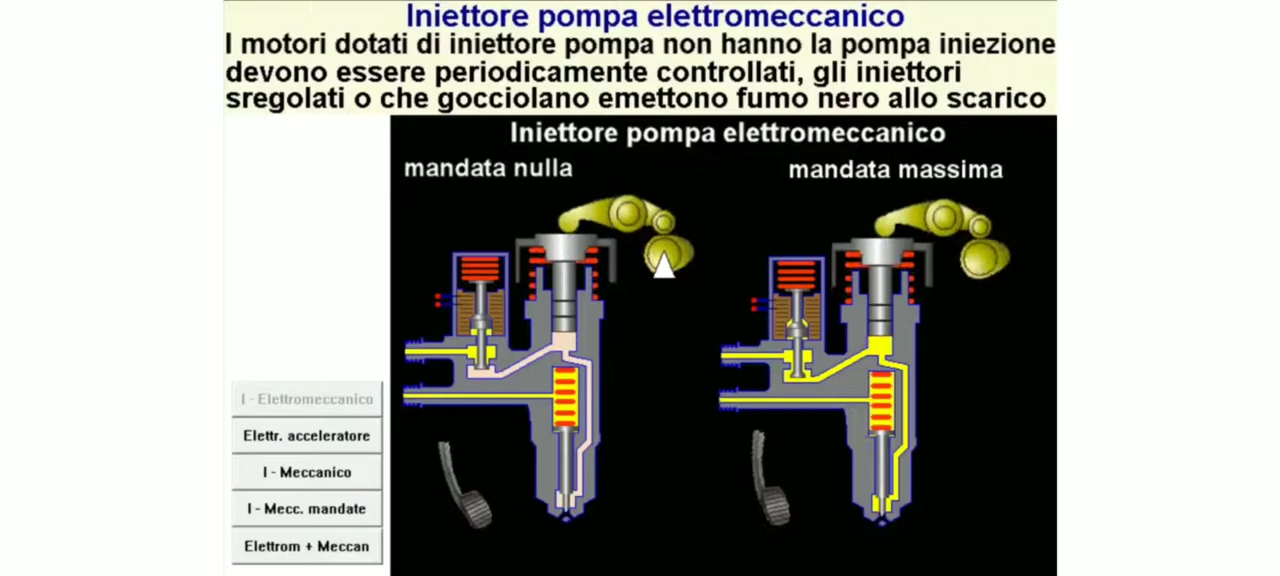 Iniettore pompa elettromeccanico
I motori dotati di iniettore pompa non hanno la pompa iniezione
devono essere periodicamente controllati, gli iniettori
sregolati o che gocciolano emettono fumo nero allo scarico
Iniettore pompa elettromeccanico
mandata nulla
mandata massima
I - Elettromeccanico
Elettr. acceleratore
I - Meccanico
I - Mecc. mandate
Elettrom + Meccan